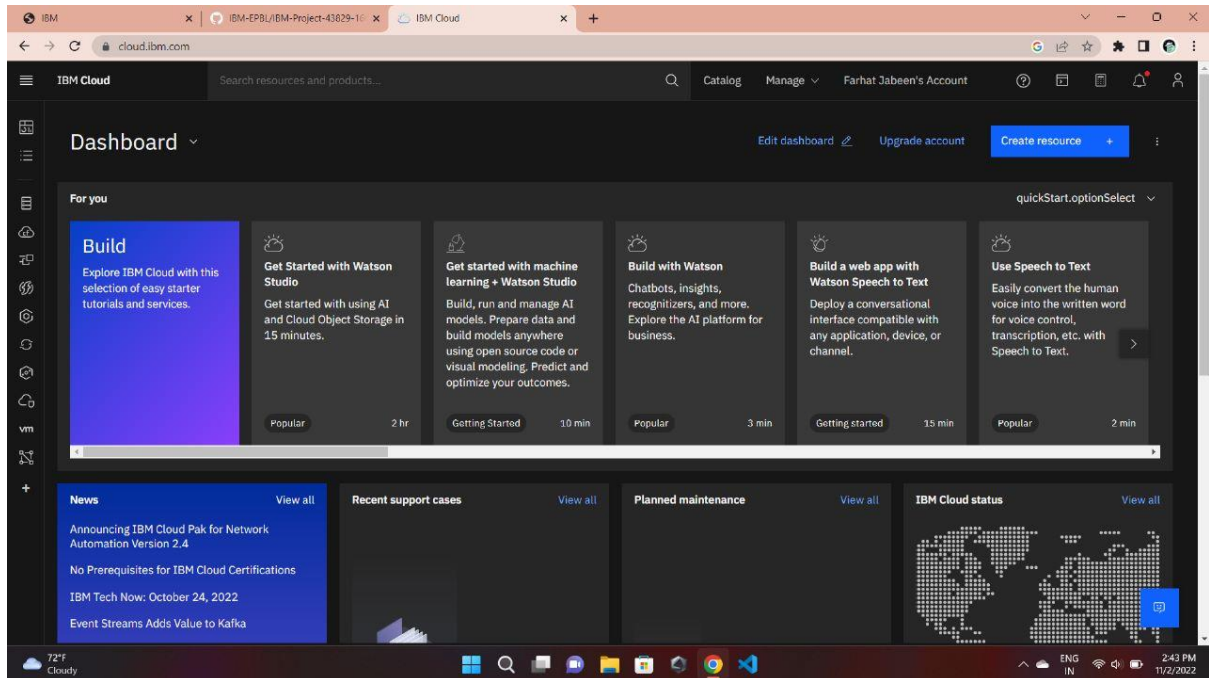 IBM
IBM-EPBL/IBM-Project-43829-16
IBM Cloud
cloud.ibm.com
IBM Cloud
Search resources and products...
Catalog
Manage
Farhat Jabeen's Account
Dashboard
Edit dashboard
Upgrade account
Create resource +
For you
quickStart.optionSelect
Build
Explore IBM Cloud with this
selection of easy starter
tutorials and services.
Get Started with Watson
Studio
Get started with using AI
and Cloud Object Storage in
15 minutes.
Popular
2 hr
Get started with machine
learning + Watson Studio
Build, run and manage AI
models. Prepare data and
build models anywhere
using open source code or
visual modeling. Predict and
optimize your outcomes.
Getting Started
10 min
Build with Watson
Chatbots, insights,
recognitizers, and more.
Explore the AI platform for
business.
Popular
3 min
Build a web app with
Watson Speech to Text
Deploy a conversational
interface compatible with
any application, device, or
channel.
Getting started
15 min
Use Speech to Text
Easily convert the human
voice into the written word
for voice control,
transcription, etc. with
Speech to Text.
Popular
2 min
vm
News
View all
Announcing IBM Cloud Pak for Network
Automation Version 2.4
No Prerequisites for IBM Cloud Certifications
IBM Tech Now: October 24, 2022
Event Streams Adds Value to Kafka
Recent support cases
View all
Planned maintenance
View all
IBM Cloud status
View all
72°F
Cloudy
ENG
IN
2:43 PM
11/2/2022